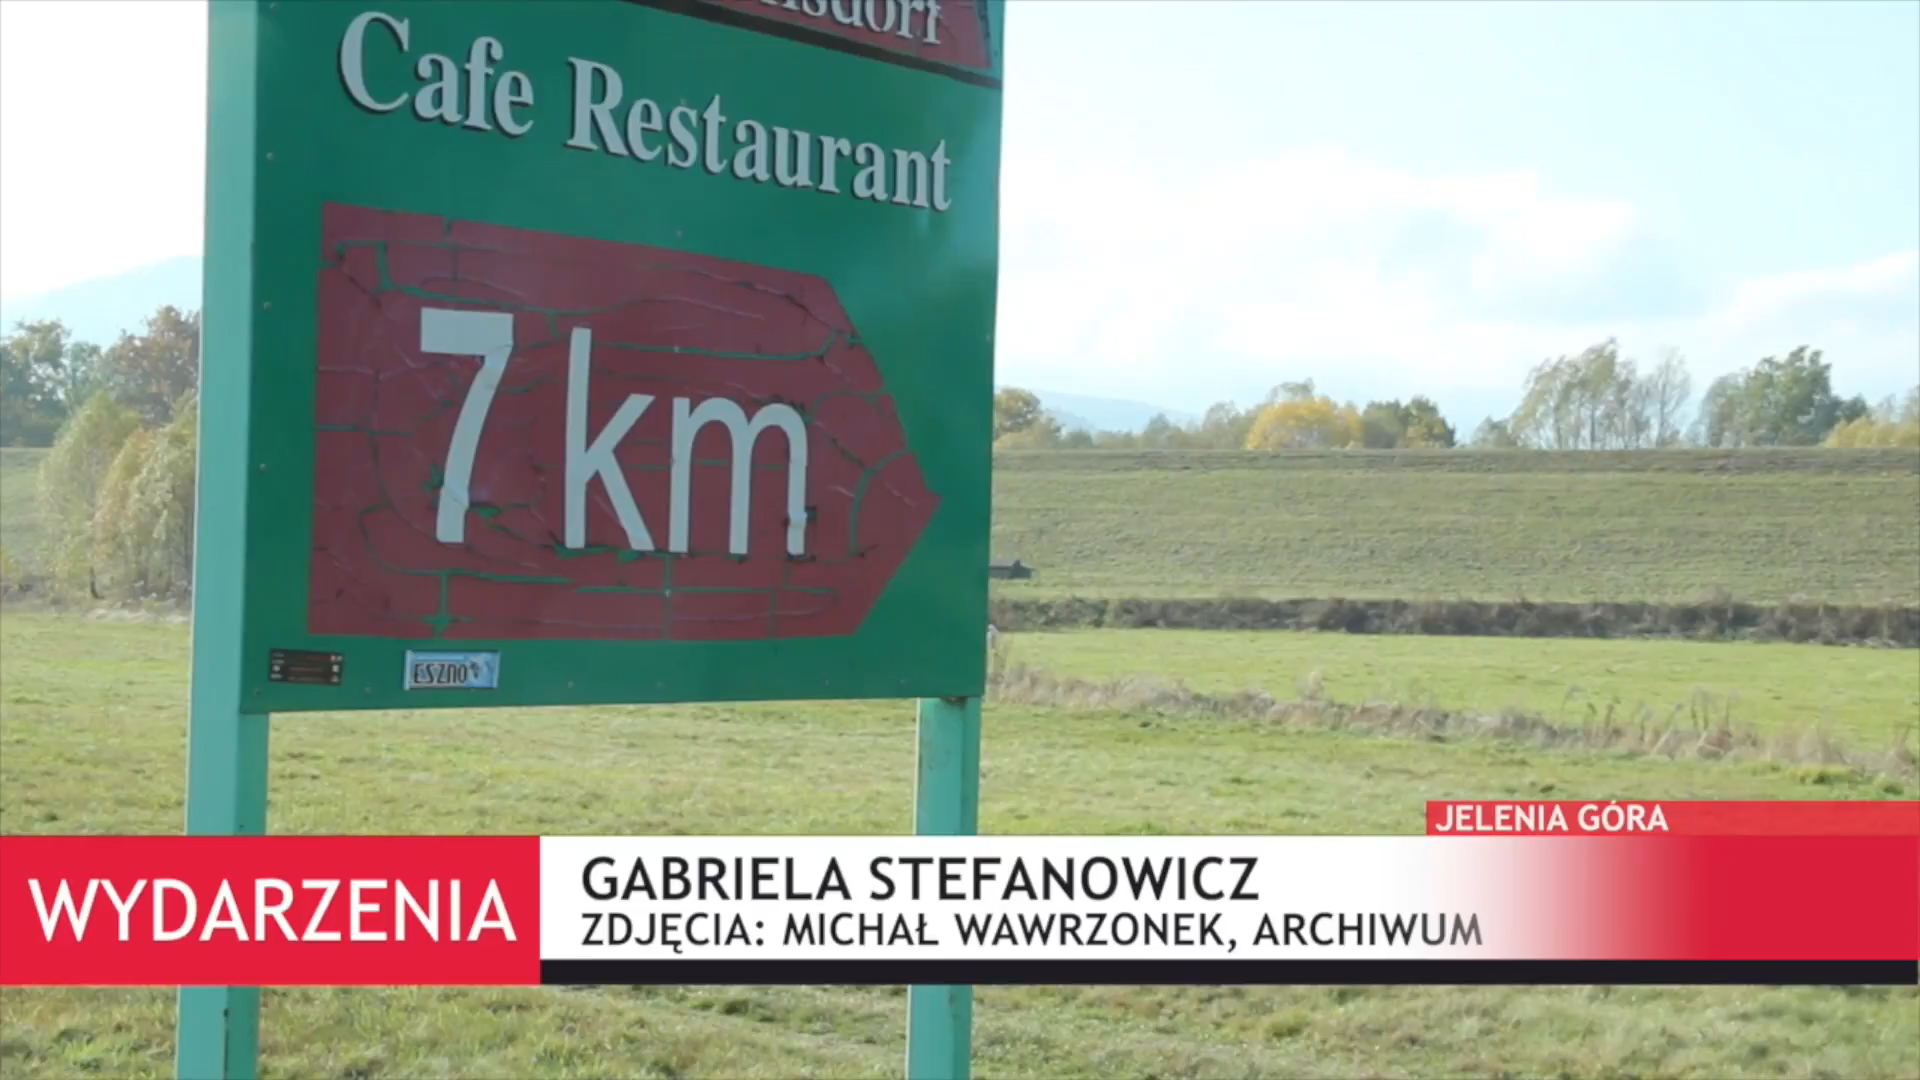 Cafe Restaurant
7 km
ESZNO
JELENIA GÓRA
WYDARZENIA
GABRIELA STEFANOWICZ
ZDJĘCIA: MICHAŁ WAWRZONEK, ARCHIWUM